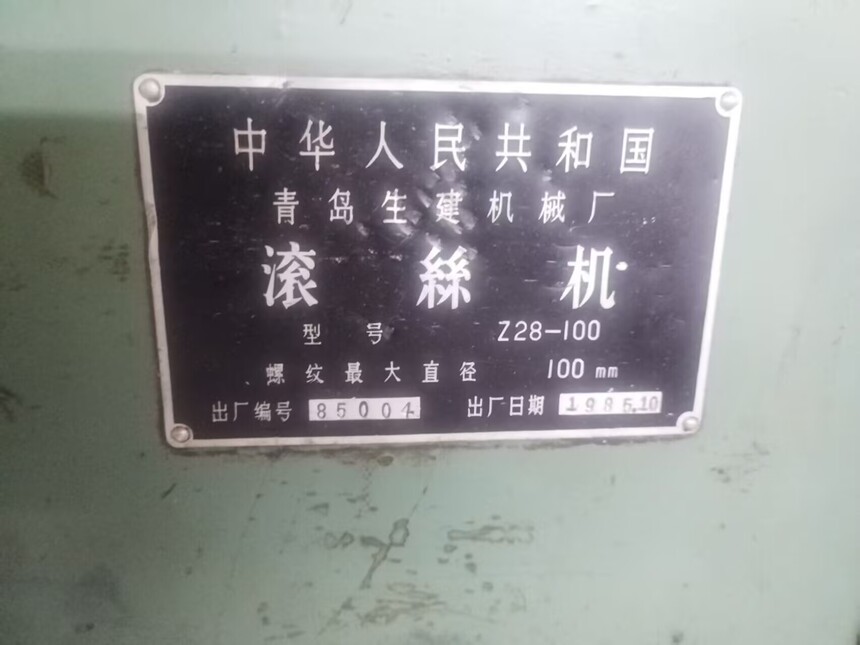 中华人民共和国
青岛生建机械厂
滚絲机
型号 Z28-100
螺纹最大直径 100 mm
出厂编号 85004 出厂日期 1985.10